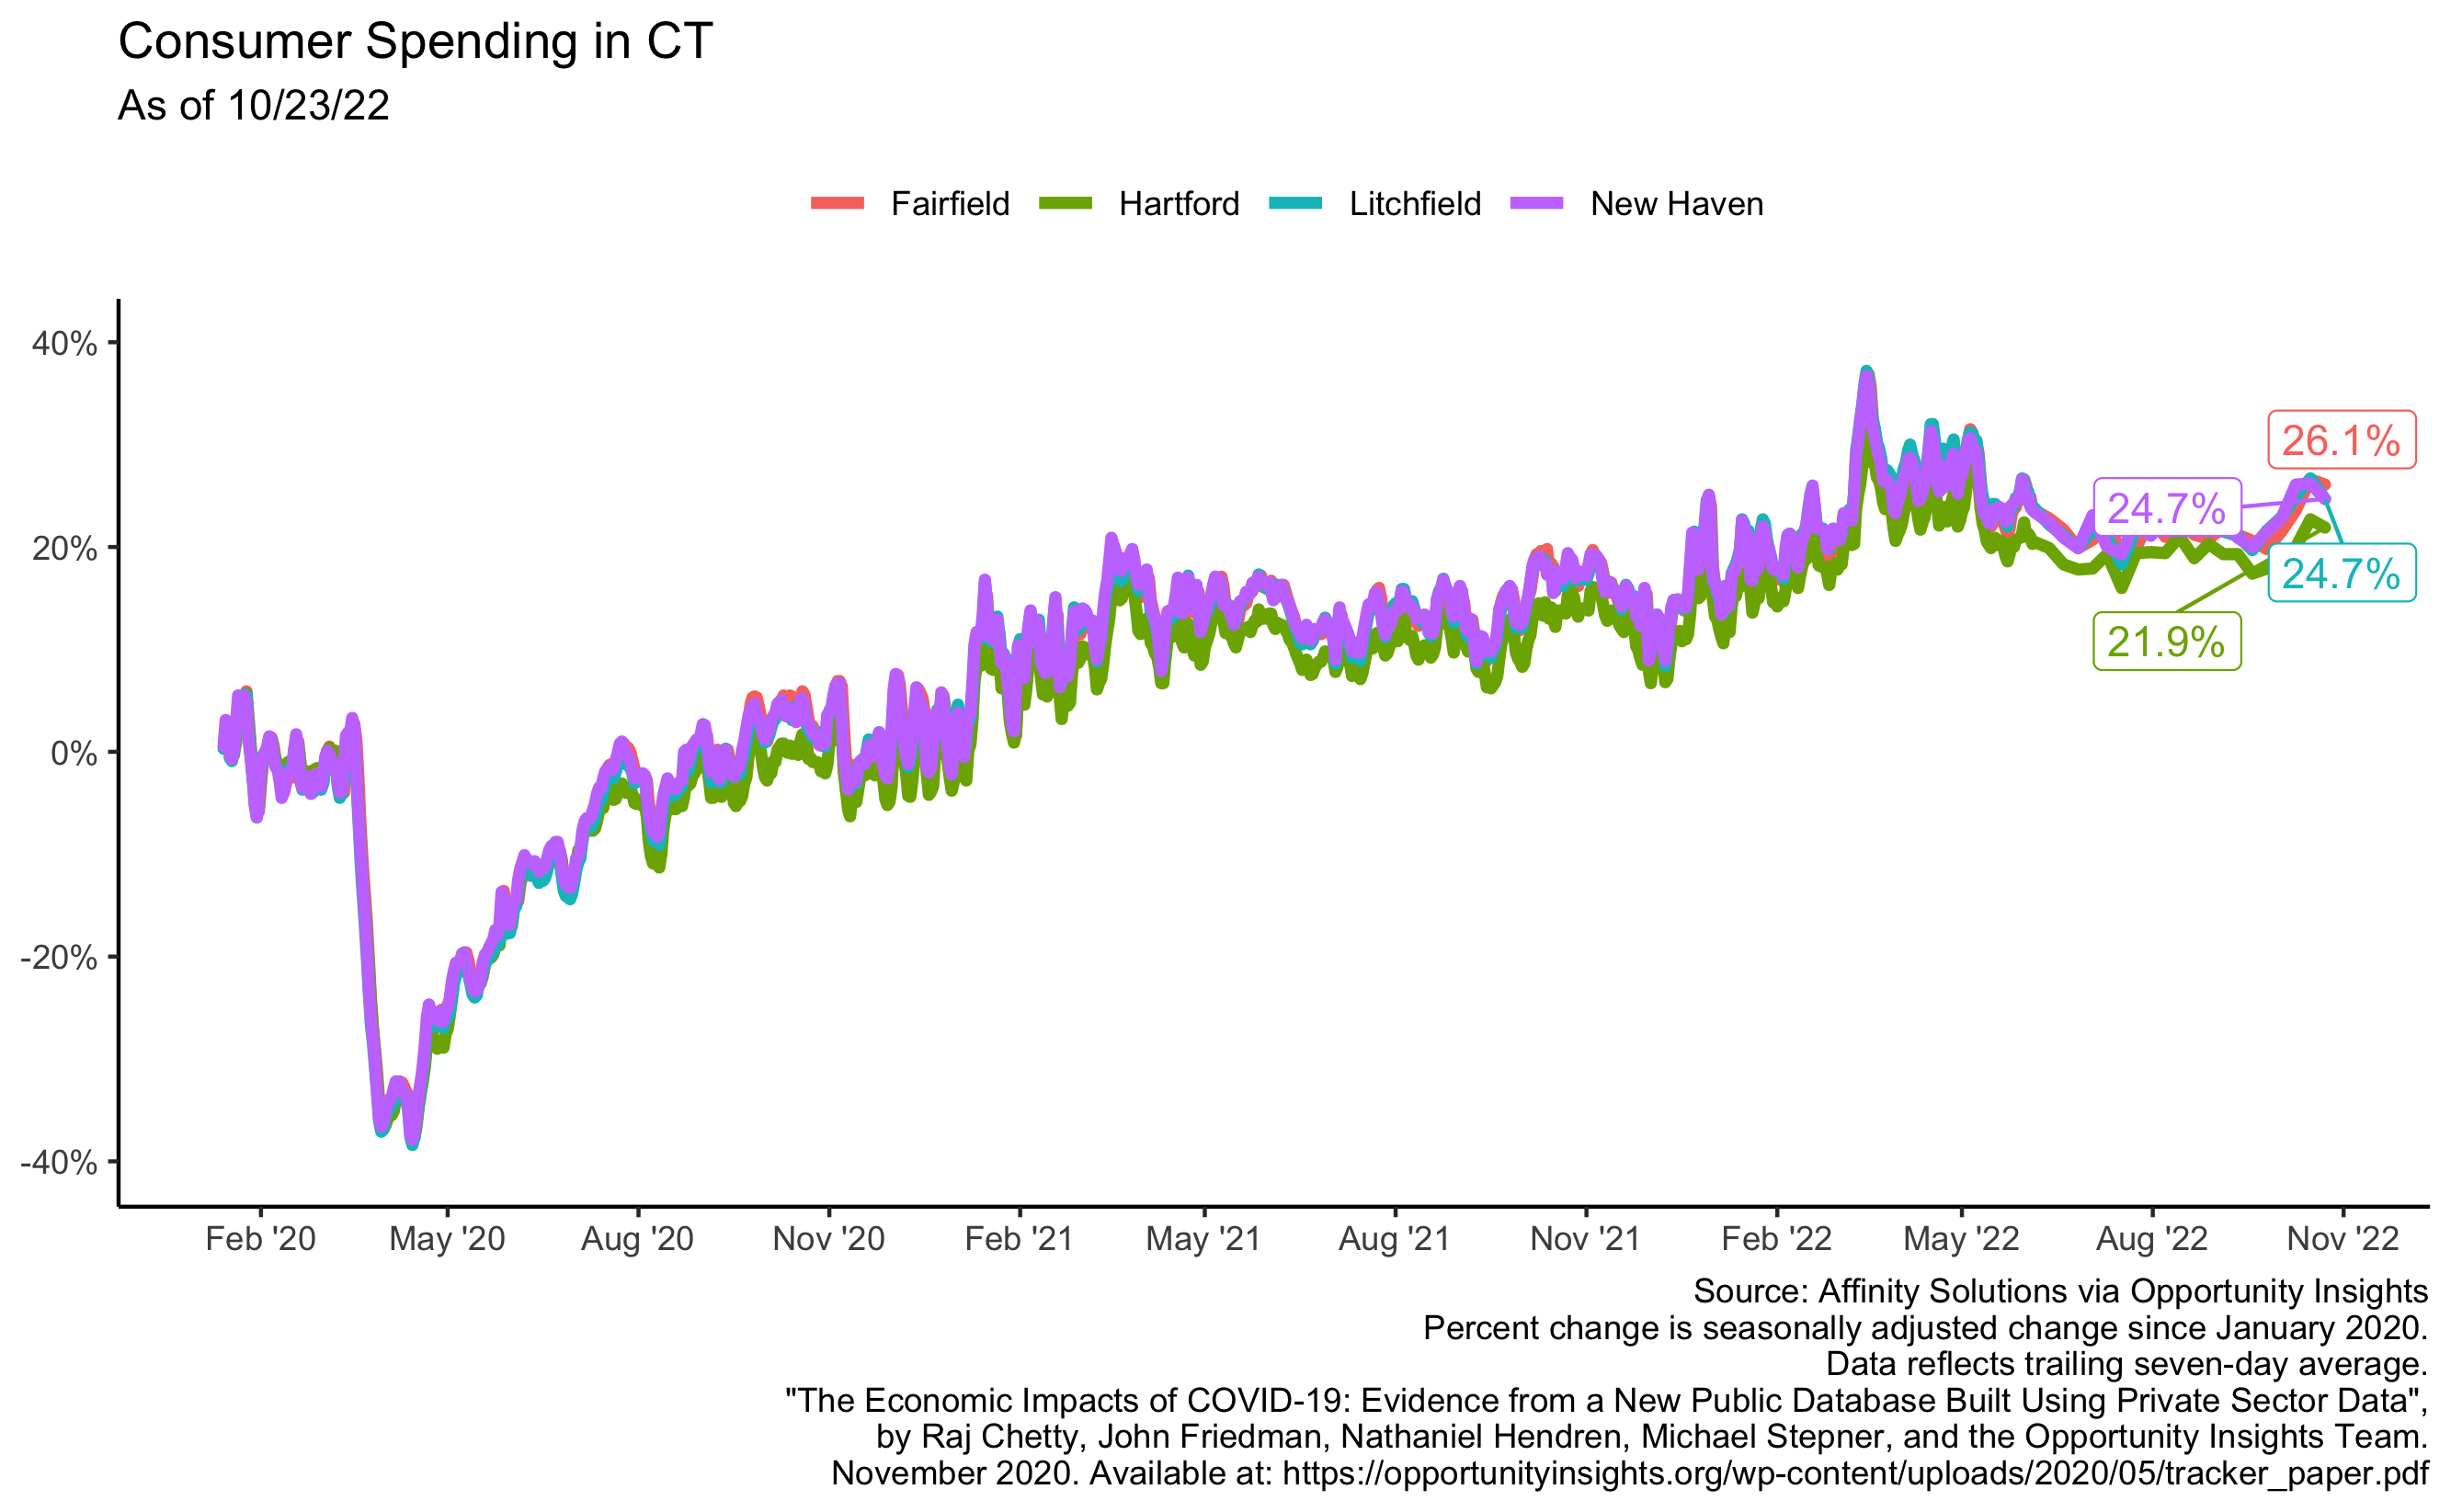 Consumer Spending in CT
As of 10/23/22
Fairfield Hartford Litchfield New Haven
40%
20%
0%
-20%
-40%
26.1%
24.7%
24.7%
21.9%
Feb '20 May '20 Aug '20 Nov '20 Feb '21 May '21 Aug '21 Nov '21 Feb '22 May '22 Aug '22 Nov '22
Source: Affinity Solutions via Opportunity Insights
Percent change is seasonally adjusted change since January 2020.
Data reflects trailing seven-day average.
"The Economic Impacts of COVID-19: Evidence from a New Public Database Built Using Private Sector Data",
by Raj Chetty, John Friedman, Nathaniel Hendren, Michael Stepner, and the Opportunity Insights Team.
November 2020. Available at: https://opportunityinsights.org/wp-content/uploads/2020/05/tracker_paper.pdf